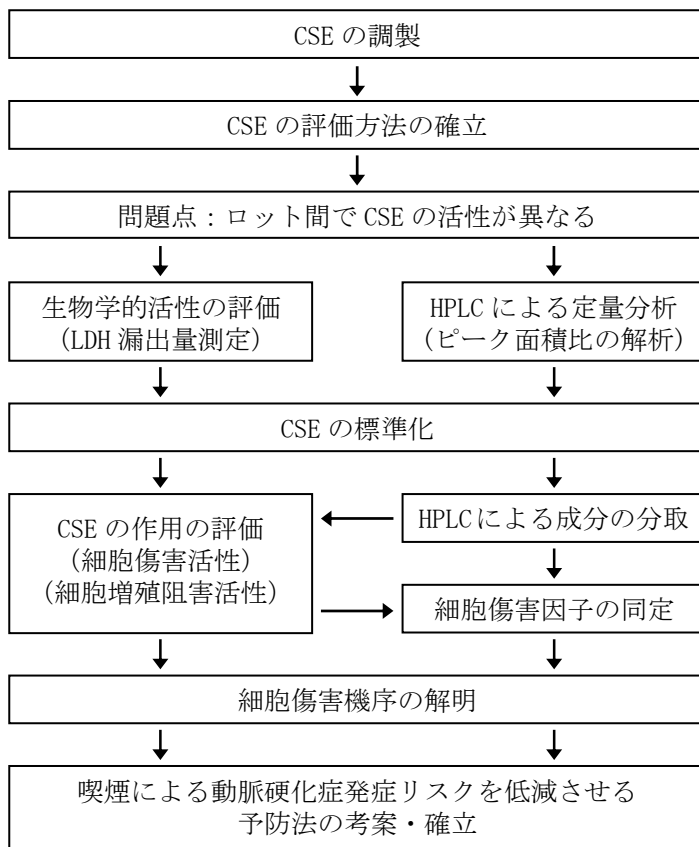 CSE の調製
CSE の評価方法の確立
問題点：ロット間で CSE の活性が異なる
生物学的活性の評価
(LDH 漏出量測定)
HPLC による定量分析
(ピーク面積比の解析)
CSE の標準化
CSE の作用の評価
(細胞傷害活性)
(細胞増殖阻害活性)
HPLCによる成分の分取
細胞傷害因子の同定
細胞傷害機序の解明
喫煙による動脈硬化症発症リスクを低減させる
予防法の考案・確立